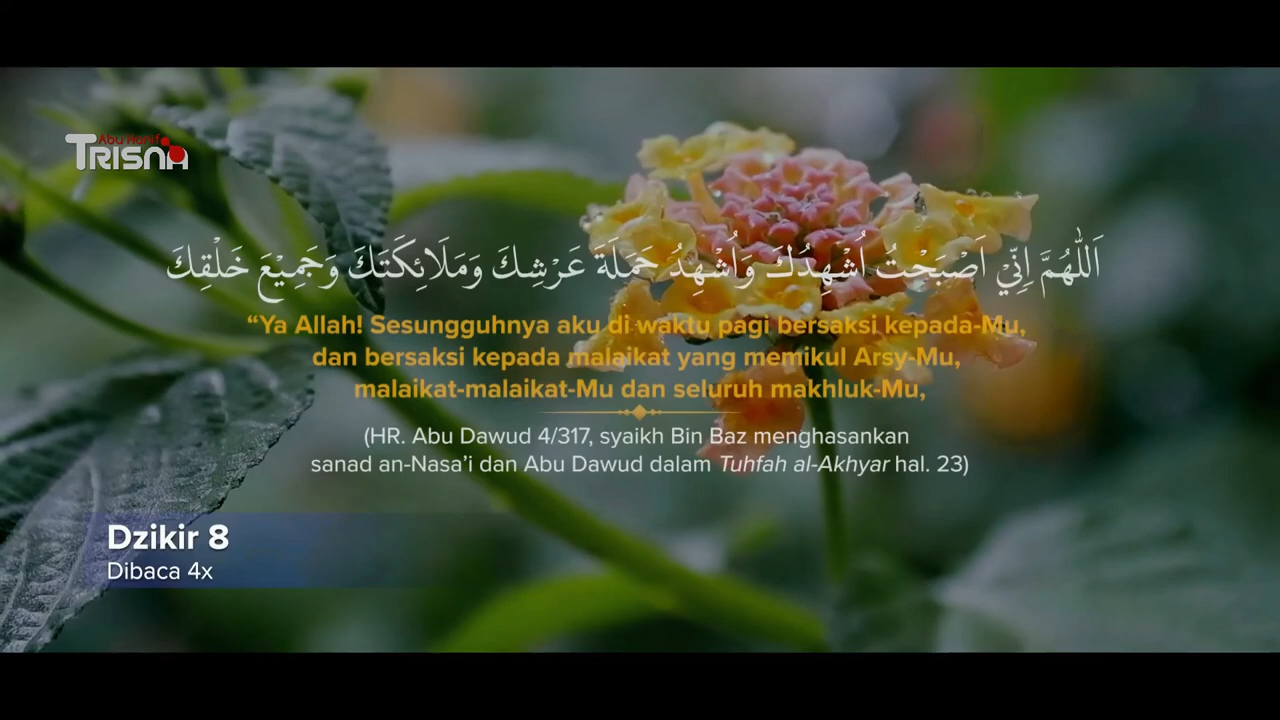 Abu Hanif
TRISNA
اَللّٰهُمَّ اِنِّيْ اَصْبَحْتُ اُشْهِدُكَ وَاُشْهِدُ حَمَلَةَ عَرْشِكَ وَمَلَائِكَتَكَ وَجَمِيْعَ خَلْقِكَ
“Ya Allah! Sesungguhnya aku di waktu pagi bersaksi kepada-Mu,
dan bersaksi kepada malaikat yang memikul Arsy-Mu,
malaikat-malaikat-Mu dan seluruh makhluk-Mu,
(HR. Abu Dawud 4/317, syaikh Bin Baz menghasankan
sanad an-Nasa’i dan Abu Dawud dalam Tuhfah al-Akhyar hal. 23)
Dzikir 8
Dibaca 4x